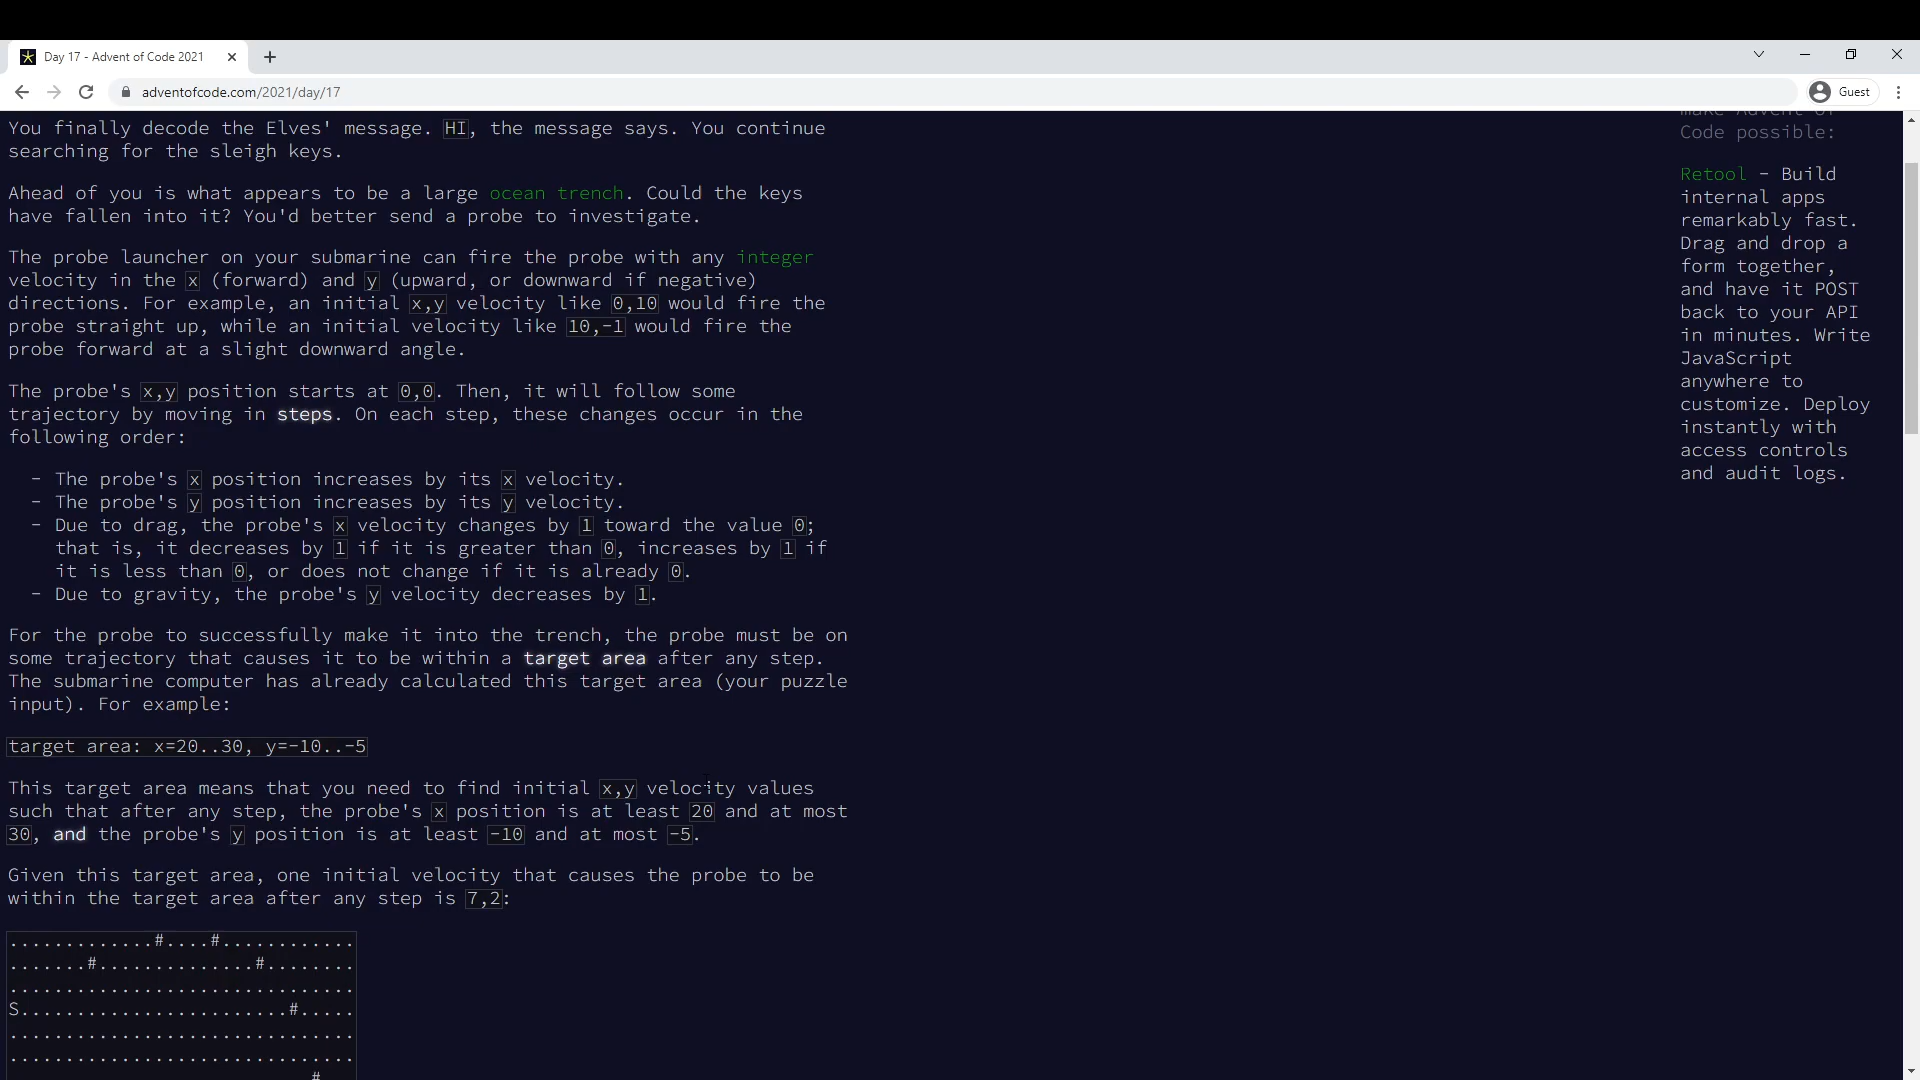 Day 17 - Advent of Code 2021
adventofcode.com/2021/day/17
Guest
You finally decode the Elves' message. HI, the message says. You continue
searching for the sleigh keys.
Ahead of you is what appears to be a large ocean trench. Could the keys
have fallen into it? You'd better send a probe to investigate.
The probe launcher on your submarine can fire the probe with any integer
velocity in the x (forward) and y (upward, or downward if negative)
directions. For example, an initial x,y velocity like 0,10 would fire the
probe straight up, while an initial velocity like 10,-1 would fire the
probe forward at a slight downward angle.
The probe's x,y position starts at 0,0. Then, it will follow some
trajectory by moving in steps. On each step, these changes occur in the
following order:
- The probe's x position increases by its x velocity.
- The probe's y position increases by its y velocity.
- Due to drag, the probe's x velocity changes by 1 toward the value 0;
that is, it decreases by 1 if it is greater than 0, increases by 1 if
it is less than 0, or does not change if it is already 0.
- Due to gravity, the probe's y velocity decreases by 1.
For the probe to successfully make it into the trench, the probe must be on
some trajectory that causes it to be within a target area after any step.
The submarine computer has already calculated this target area (your puzzle
input). For example:
target area: x=20..30, y=-10..-5
This target area means that you need to find initial x,y velocity values
such that after any step, the probe's x position is at least 20 and at most
30, and the probe's y position is at least -10 and at most -5.
Given this target area, one initial velocity that causes the probe to be
within the target area after any step is 7,2:
.............#....#............
.......#..............#........
...............................
S........................#.....
...............................
...............................
#
make Advent of
Code possible:
Retool - Build
internal apps
remarkably fast.
Drag and drop a
form together,
and have it POST
back to your API
in minutes. Write
JavaScript
anywhere to
customize. Deploy
instantly with
access controls
and audit logs.